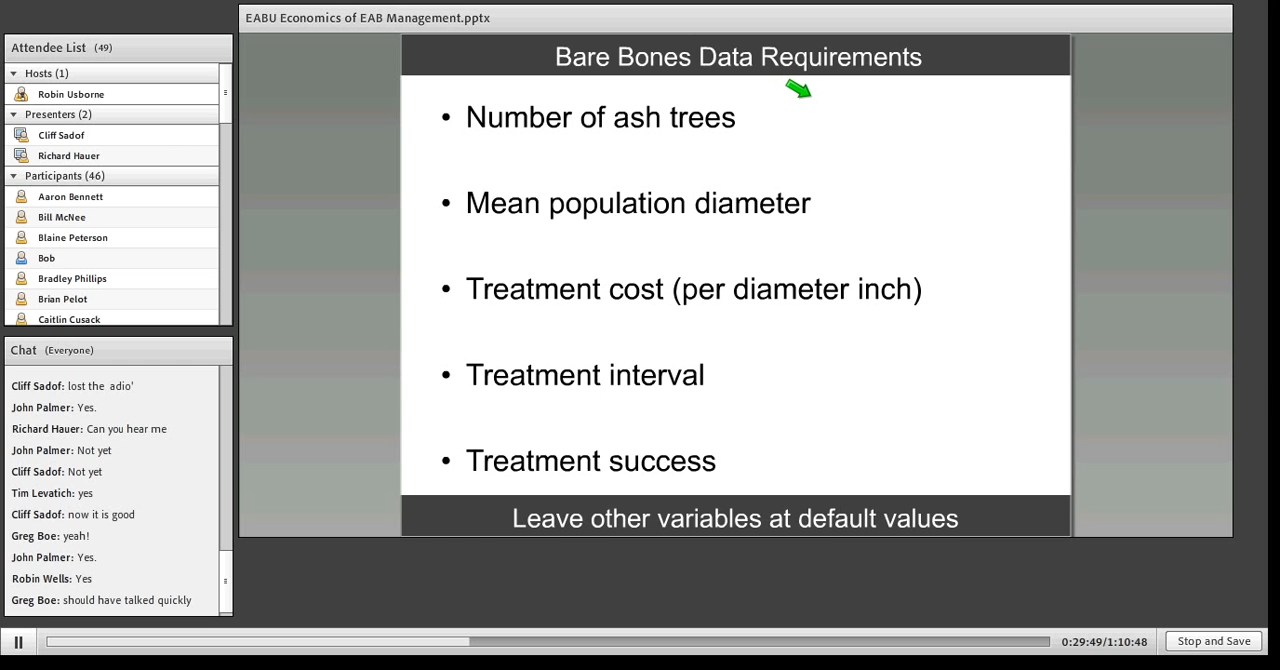 EABU Economics of EAB Management.pptx
Attendee List (49)
Hosts (1)
Robin Usborne
Presenters (2)
Cliff Sadof
Richard Hauer
Participants (46)
Aaron Bennett
Bill McNee
Blaine Peterson
Bob
Bradley Phillips
Brian Pelot
Caitlin Cusack
Chat (Everyone)
Cliff Sadof: lost the adio'
John Palmer: Yes.
Richard Hauer: Can you hear me
John Palmer: Not yet
Cliff Sadof: Not yet
Tim Levatich: yes
Cliff Sadof: now it is good
Greg Boe: yeah!
John Palmer: Yes.
Robin Wells: Yes
Greg Boe: should have talked quickly
Bare Bones Data Requirements
• Number of ash trees
• Mean population diameter
• Treatment cost (per diameter inch)
• Treatment interval
• Treatment success
Leave other variables at default values
0:29:49/1:10:48
Stop and Save